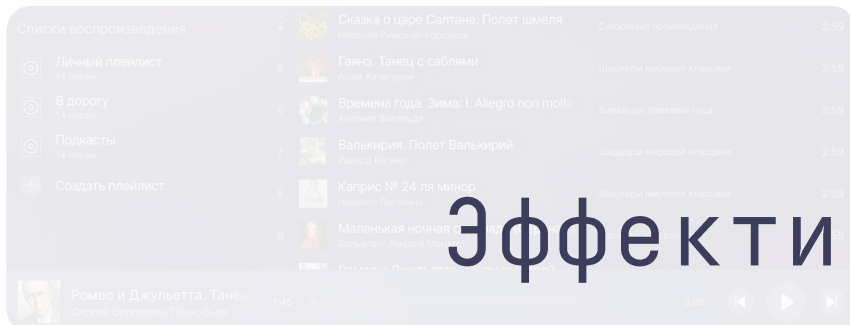 Списки воспроизведения
Личный плейлист
14 песен
В дорогу
14 песен
Подкасты
14 песен
Создать плейлист
4 Сказка о царе Салтане. Полет шмеля Сказочные произведения 2:59
Николай Римский-Корсаков
5 Гаянэ. Танец с саблями Шедевры мировой классики 2:59
Арам Хачатурян
6 Времена года. Зима: I. Allegro non molto Вивальди. Времена года 2:59
Антонио Вивальди
7 Валькирия. Полет Валькирий Шедевры мировой классики 2:59
Рихард Вагнер
8 Каприс № 24 ля минор Шедевры мировой классики 2:59
Никколо Паганини
9 Маленькая ночная
Вольфганг Амадей Моцарт
Эффекти
Ромео и Джульетта. Танец
Сергей Сергеевич Прокофьев
1:45 3:05